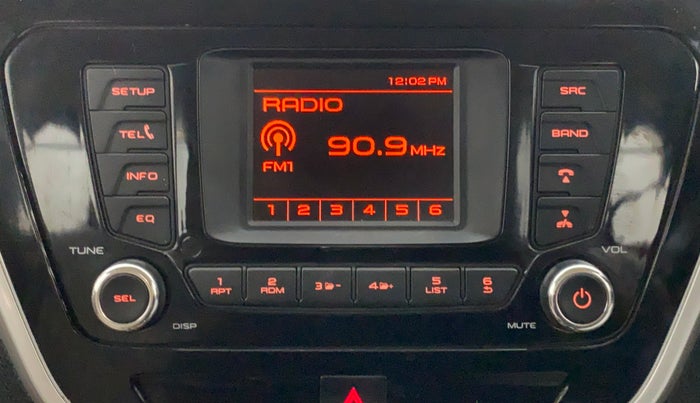 12:02 PM
RADIO
90.9 MHz
FM1
1 2 3 4 5 6
SETUP
TEL
INFO
EQ
SRC
BAND
TUNE
SEL
DISP
1 RPT
2 RDM
3 -
4 +
5 LIST
6
VOL
MUTE